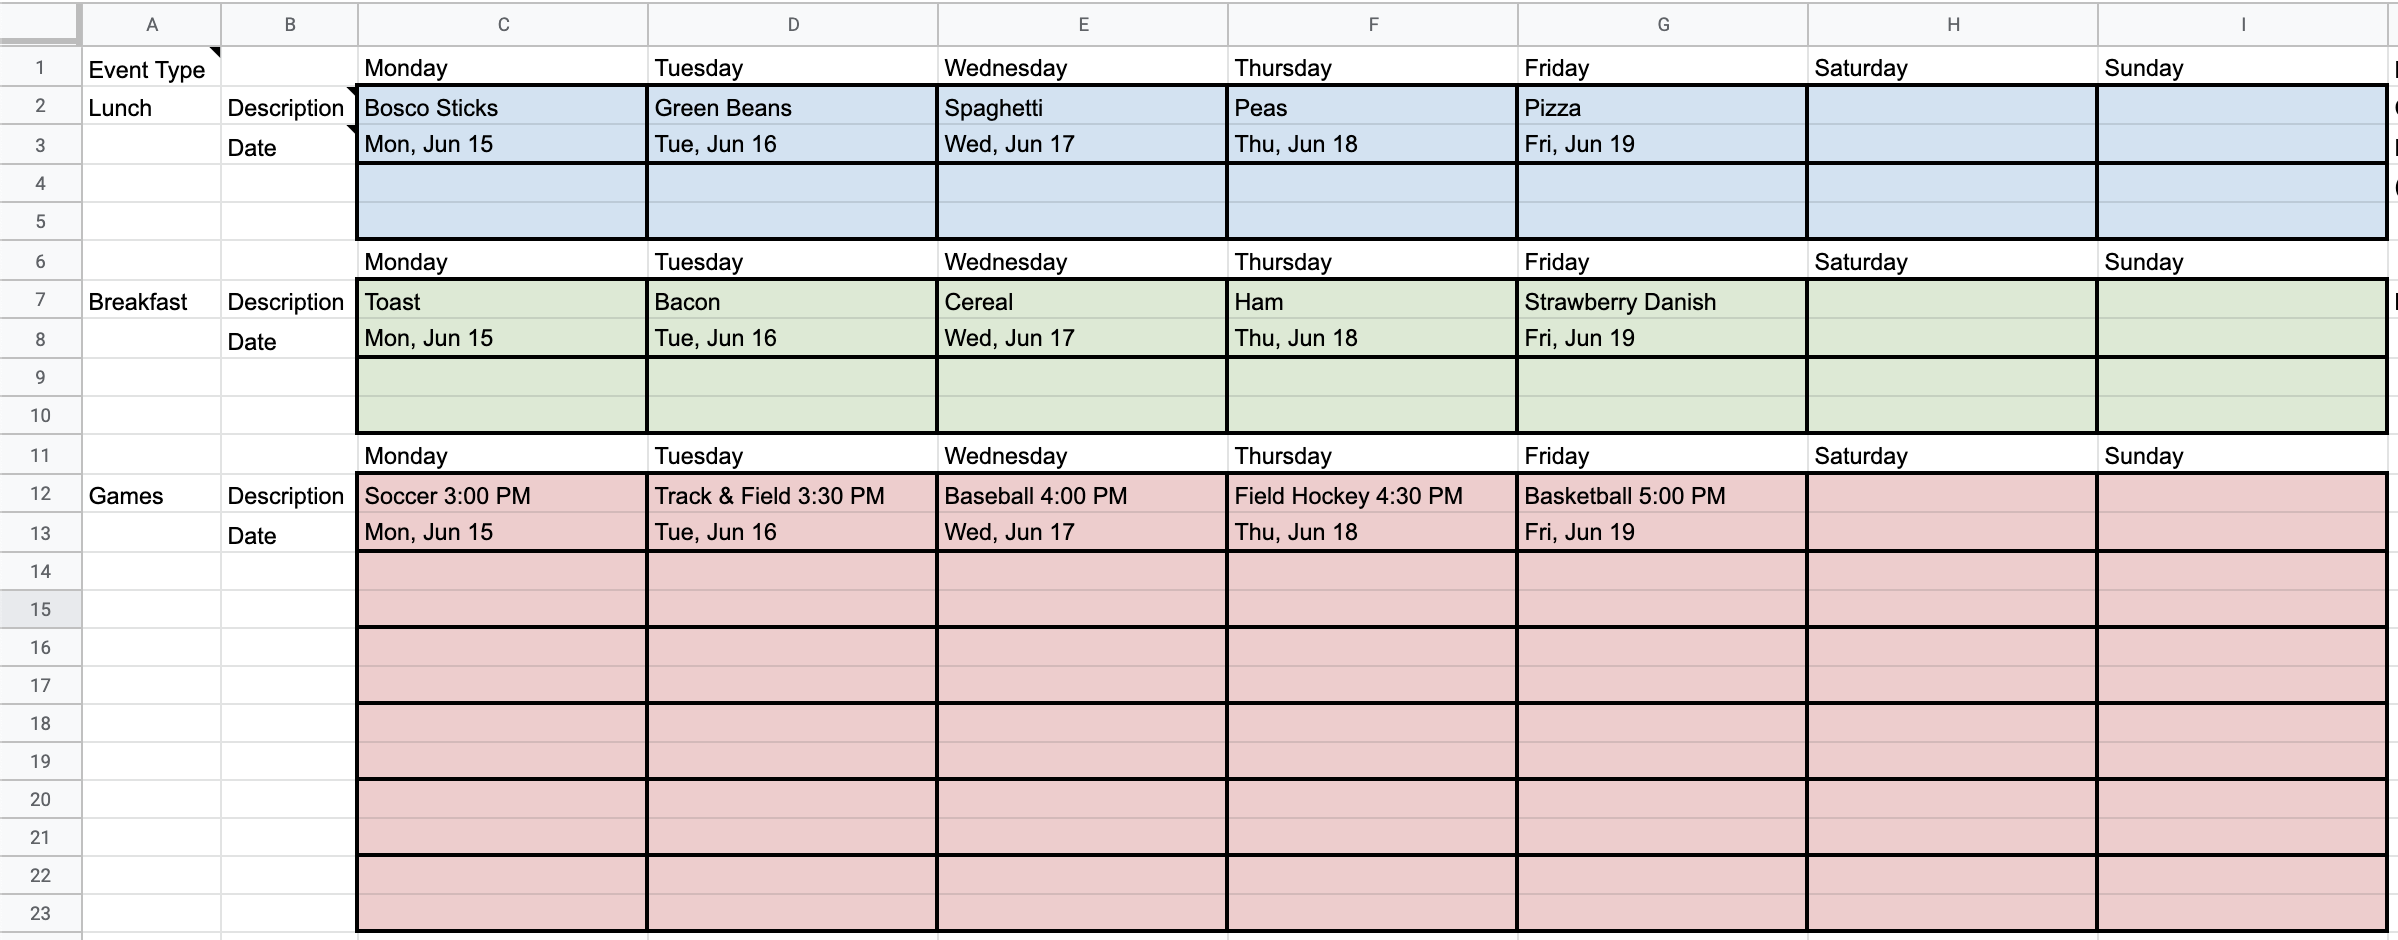 A B C D E F G H I
1 Event Type Monday Tuesday Wednesday Thursday Friday Saturday Sunday
2 Lunch Description Bosco Sticks Green Beans Spaghetti Peas Pizza
3 Date Mon, Jun 15 Tue, Jun 16 Wed, Jun 17 Thu, Jun 18 Fri, Jun 19
4
5
6 Monday Tuesday Wednesday Thursday Friday Saturday Sunday
7 Breakfast Description Toast Bacon Cereal Ham Strawberry Danish
8 Date Mon, Jun 15 Tue, Jun 16 Wed, Jun 17 Thu, Jun 18 Fri, Jun 19
9
10
11 Monday Tuesday Wednesday Thursday Friday Saturday Sunday
12 Games Description Soccer 3:00 PM Track & Field 3:30 PM Baseball 4:00 PM Field Hockey 4:30 PM Basketball 5:00 PM
13 Date Mon, Jun 15 Tue, Jun 16 Wed, Jun 17 Thu, Jun 18 Fri, Jun 19
14
15
16
17
18
19
20
21
22
23